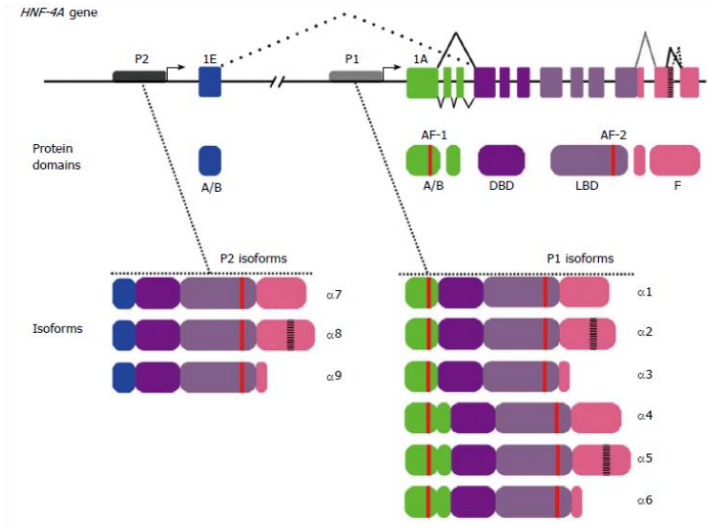 HNF-4A gene
P2 1E P1 1A
Protein domains
AF-1 AF-2
A/B A/B DBD LBD F
P2 isoforms P1 isoforms
Isoforms
α7 α1
α8 α2
α9 α3
α4
α5
α6